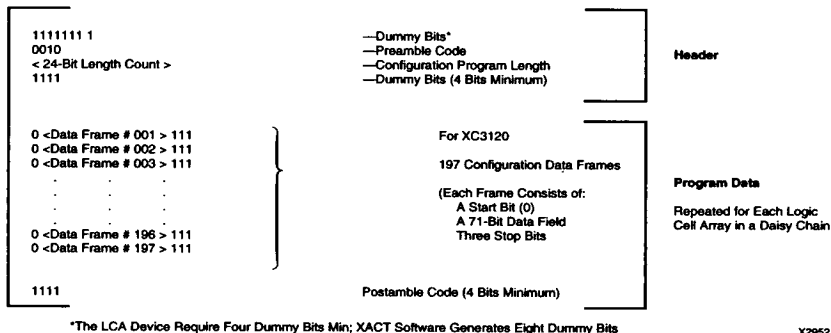 1111111 1 —Dummy Bits*
0010 —Preamble Code
< 24-Bit Length Count > —Configuration Program Length
1111 —Dummy Bits (4 Bits Minimum)
Header
0 <Data Frame # 001 > 111
0 <Data Frame # 002 > 111
0 <Data Frame # 003 > 111
. . .
. . .
. . .
. . .
0 <Data Frame # 196 > 111
0 <Data Frame # 197 > 111
For XC3120
197 Configuration Data Frames
(Each Frame Consists of:
A Start Bit (0)
A 71-Bit Data Field
Three Stop Bits
Program Data
Repeated for Each Logic
Cell Array in a Daisy Chain
1111 Postamble Code (4 Bits Minimum)
*The LCA Device Require Four Dummy Bits Min; XACT Software Generates Eight Dummy Bits
X2952